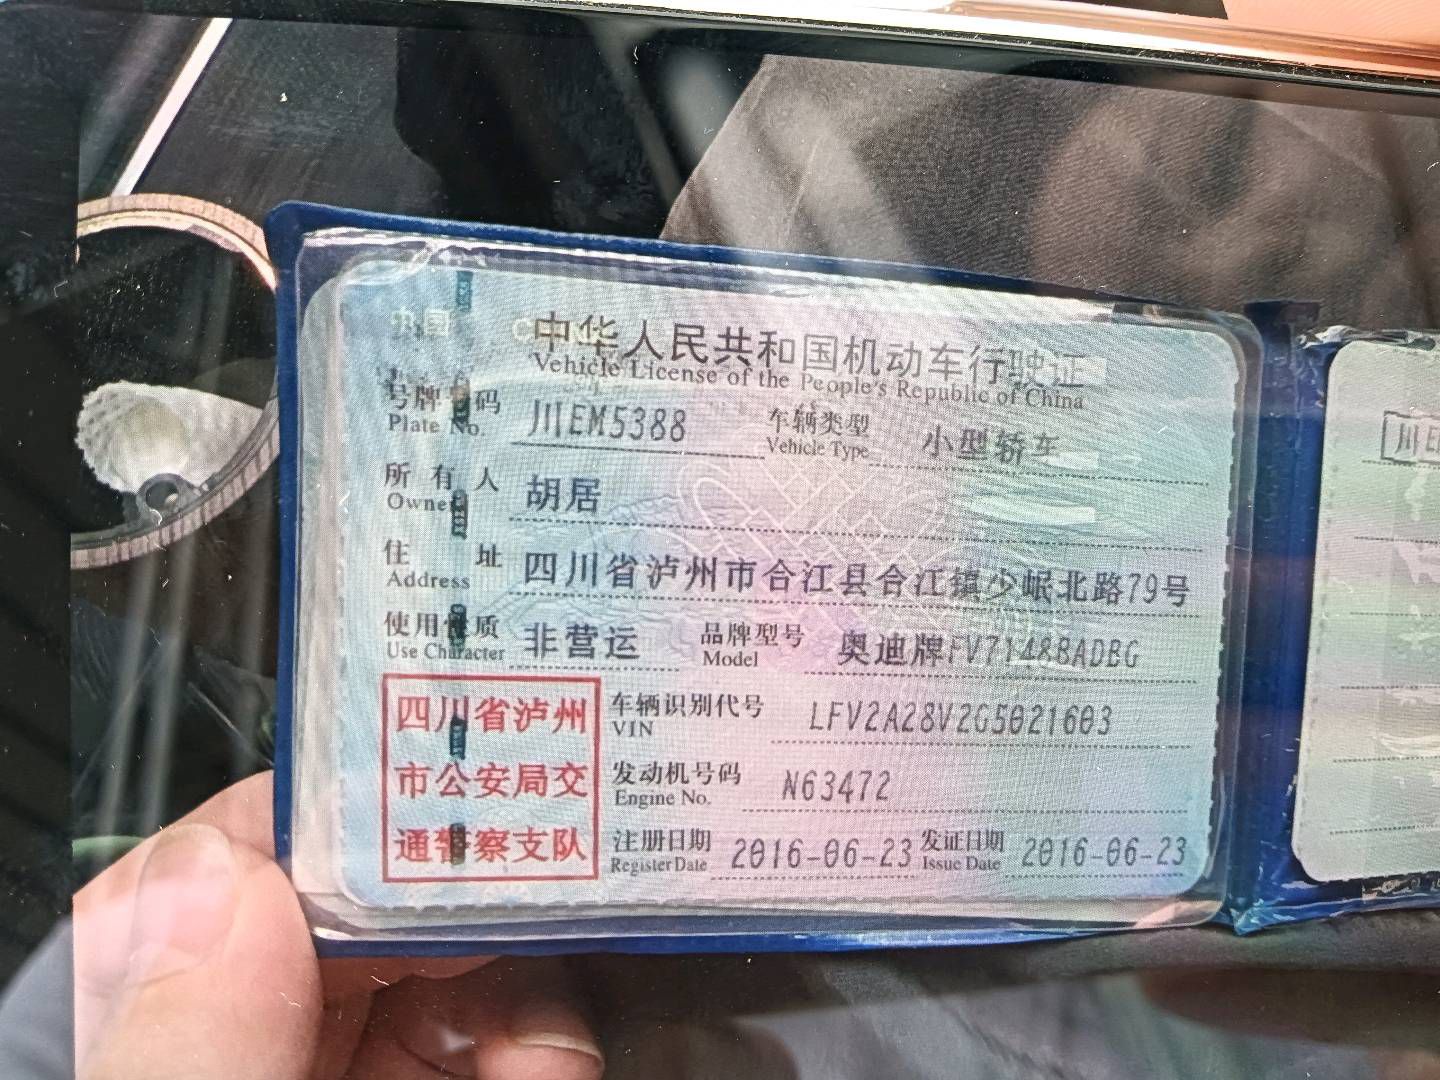 中华人民共和国机动车行驶证
Vehicle License of the People's Republic of China
号牌号码 川EM5388 车辆类型 小型轿车
Plate No. Vehicle Type
所有人 胡居
Owner
住址 四川省泸州市合江县合江镇少岷北路79号
Address
使用性质 非营运 品牌型号 奥迪牌FV7148BADBG
Use Character Model
四川省泸州
市公安局交
通警察支队
车辆识别代号 LFV2A28V2G5021603
VIN
发动机号码 N63472
Engine No.
注册日期 2016-06-23 发证日期 2016-06-23
Register Date Issue Date